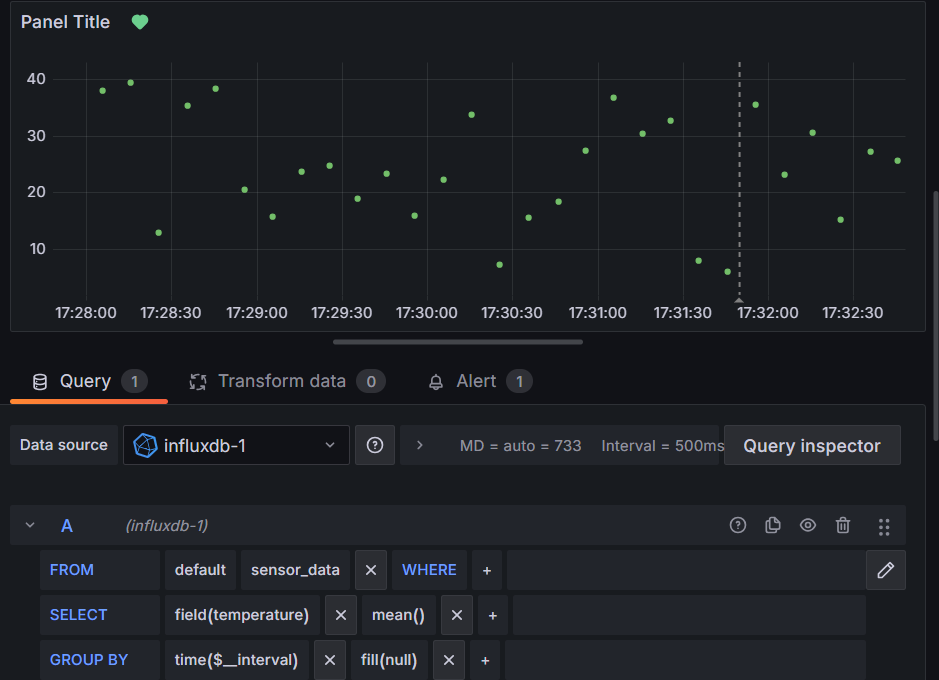 Panel Title
40
30
20
10
17:28:00 17:28:30 17:29:00 17:29:30 17:30:00 17:30:30 17:31:00 17:31:30 17:32:00 17:32:30
Query 1 Transform data 0 Alert 1
Data source influxdb-1 MD = auto = 733 Interval = 500ms Query inspector
A (influxdb-1)
FROM default sensor_data WHERE +
SELECT field(temperature) mean() +
GROUP BY time($__interval) fill(null) +